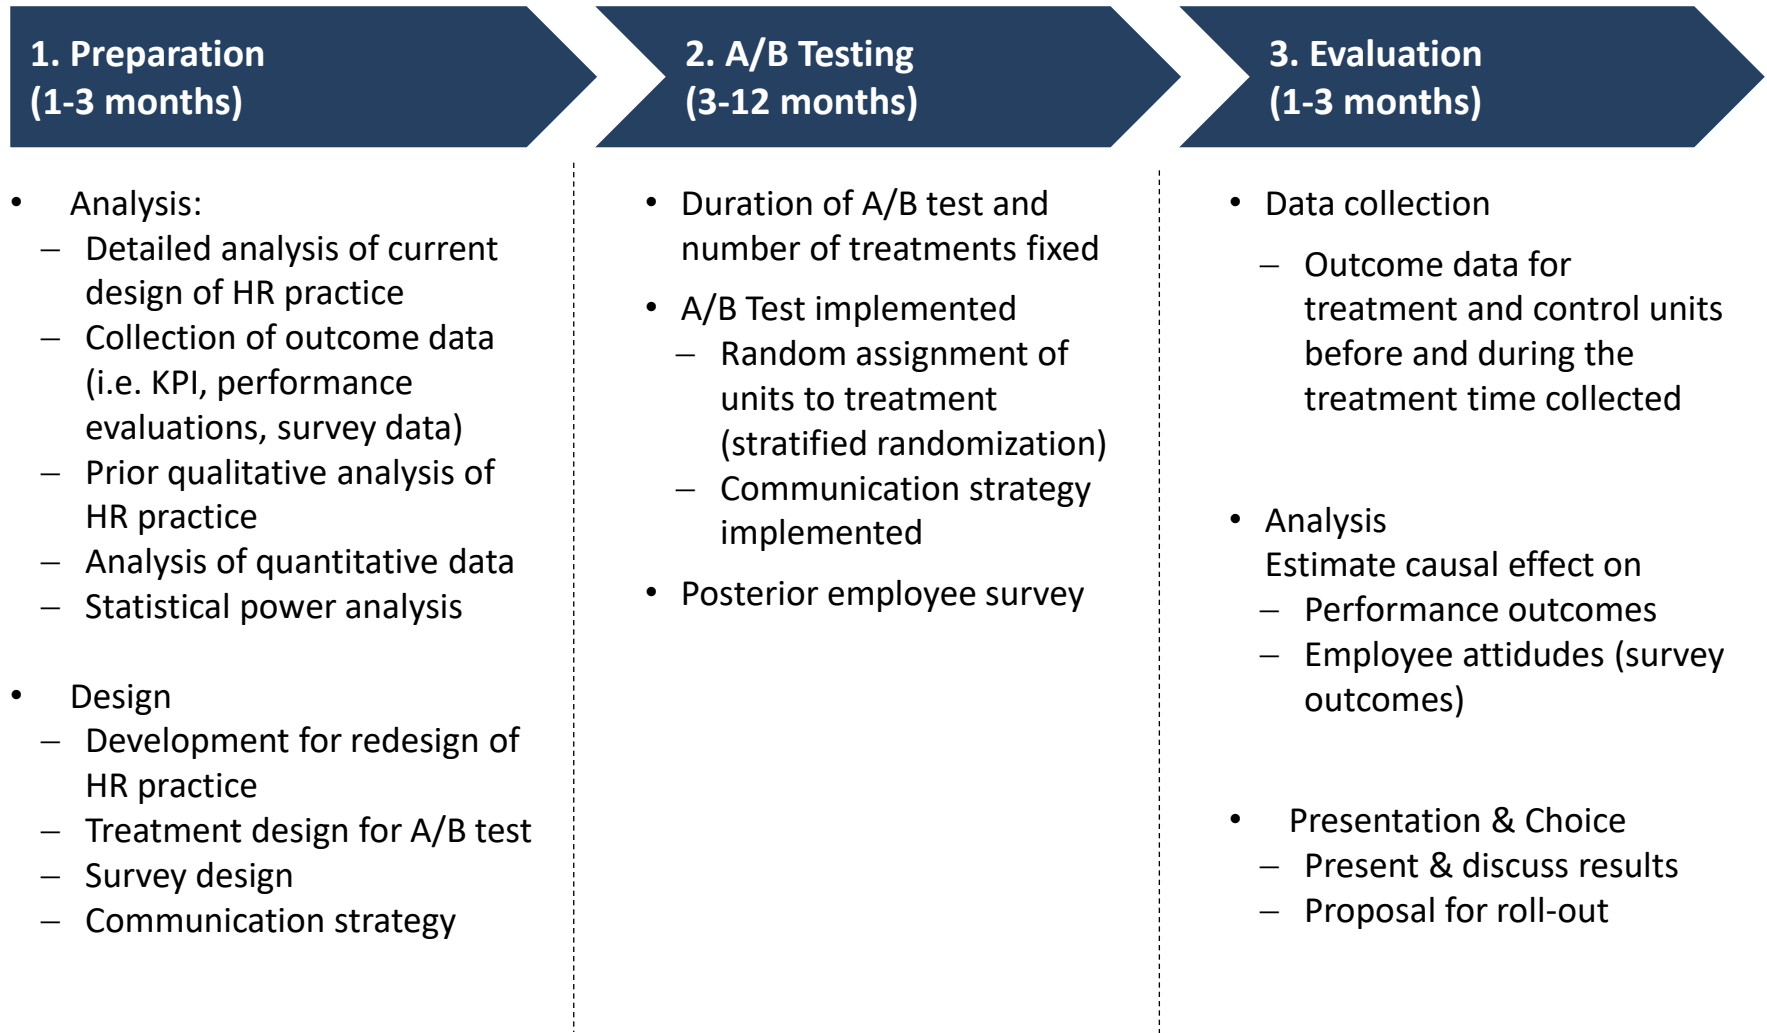 1. Preparation
(1-3 months)
• Analysis:
– Detailed analysis of current
design of HR practice
– Collection of outcome data
(i.e. KPI, performance
evaluations, survey data)
– Prior qualitative analysis of
HR practice
– Analysis of quantitative data
– Statistical power analysis
• Design
– Development for redesign of
HR practice
– Treatment design for A/B test
– Survey design
– Communication strategy
2. A/B Testing
(3-12 months)
• Duration of A/B test and
number of treatments fixed
• A/B Test implemented
– Random assignment of
units to treatment
(stratified randomization)
– Communication strategy
implemented
• Posterior employee survey
3. Evaluation
(1-3 months)
• Data collection
– Outcome data for
treatment and control units
before and during the
treatment time collected
• Analysis
Estimate causal effect on
– Performance outcomes
– Employee attidudes (survey
outcomes)
• Presentation & Choice
– Present & discuss results
– Proposal for roll-out